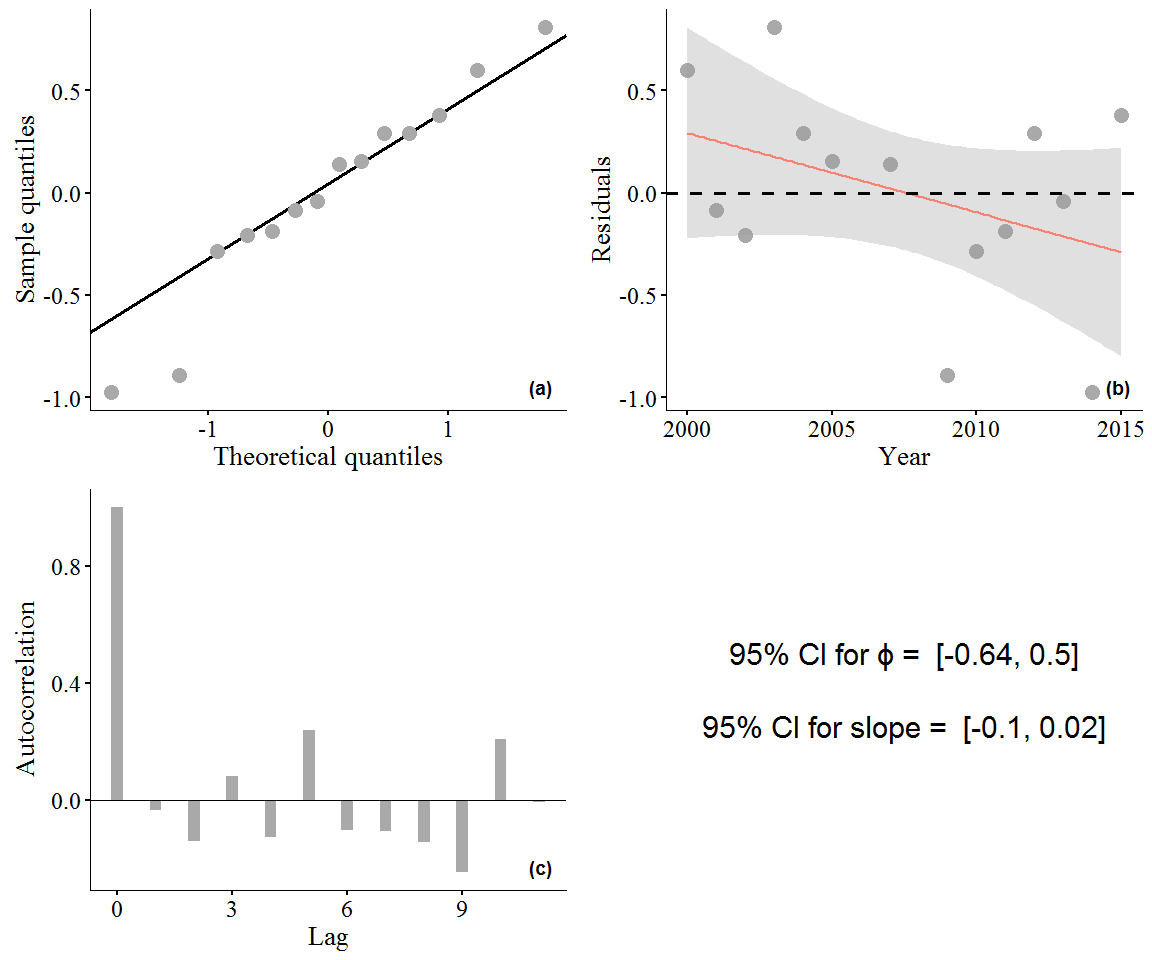 Sample quantiles
0.5
0.0
-0.5
-1.0
-1
0
1
Theoretical quantiles
(a)
Residuals
0.5
0.0
-0.5
-1.0
2000
2005
2010
2015
Year
(b)
Autocorrelation
0.8
0.4
0.0
0
3
6
9
Lag
(c)
95% CI for ϕ = [-0.64, 0.5]
95% CI for slope = [-0.1, 0.02]